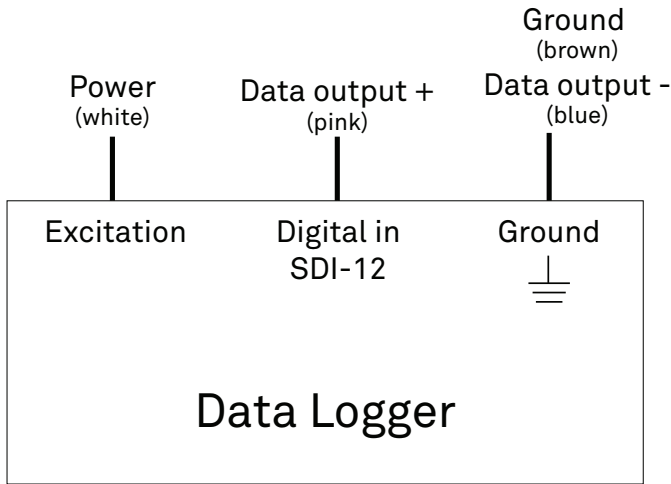 Power
(white)
Data output +
(pink)
Ground
(brown)
Data output -
(blue)
Excitation
Digital in
SDI-12
Ground
Data Logger